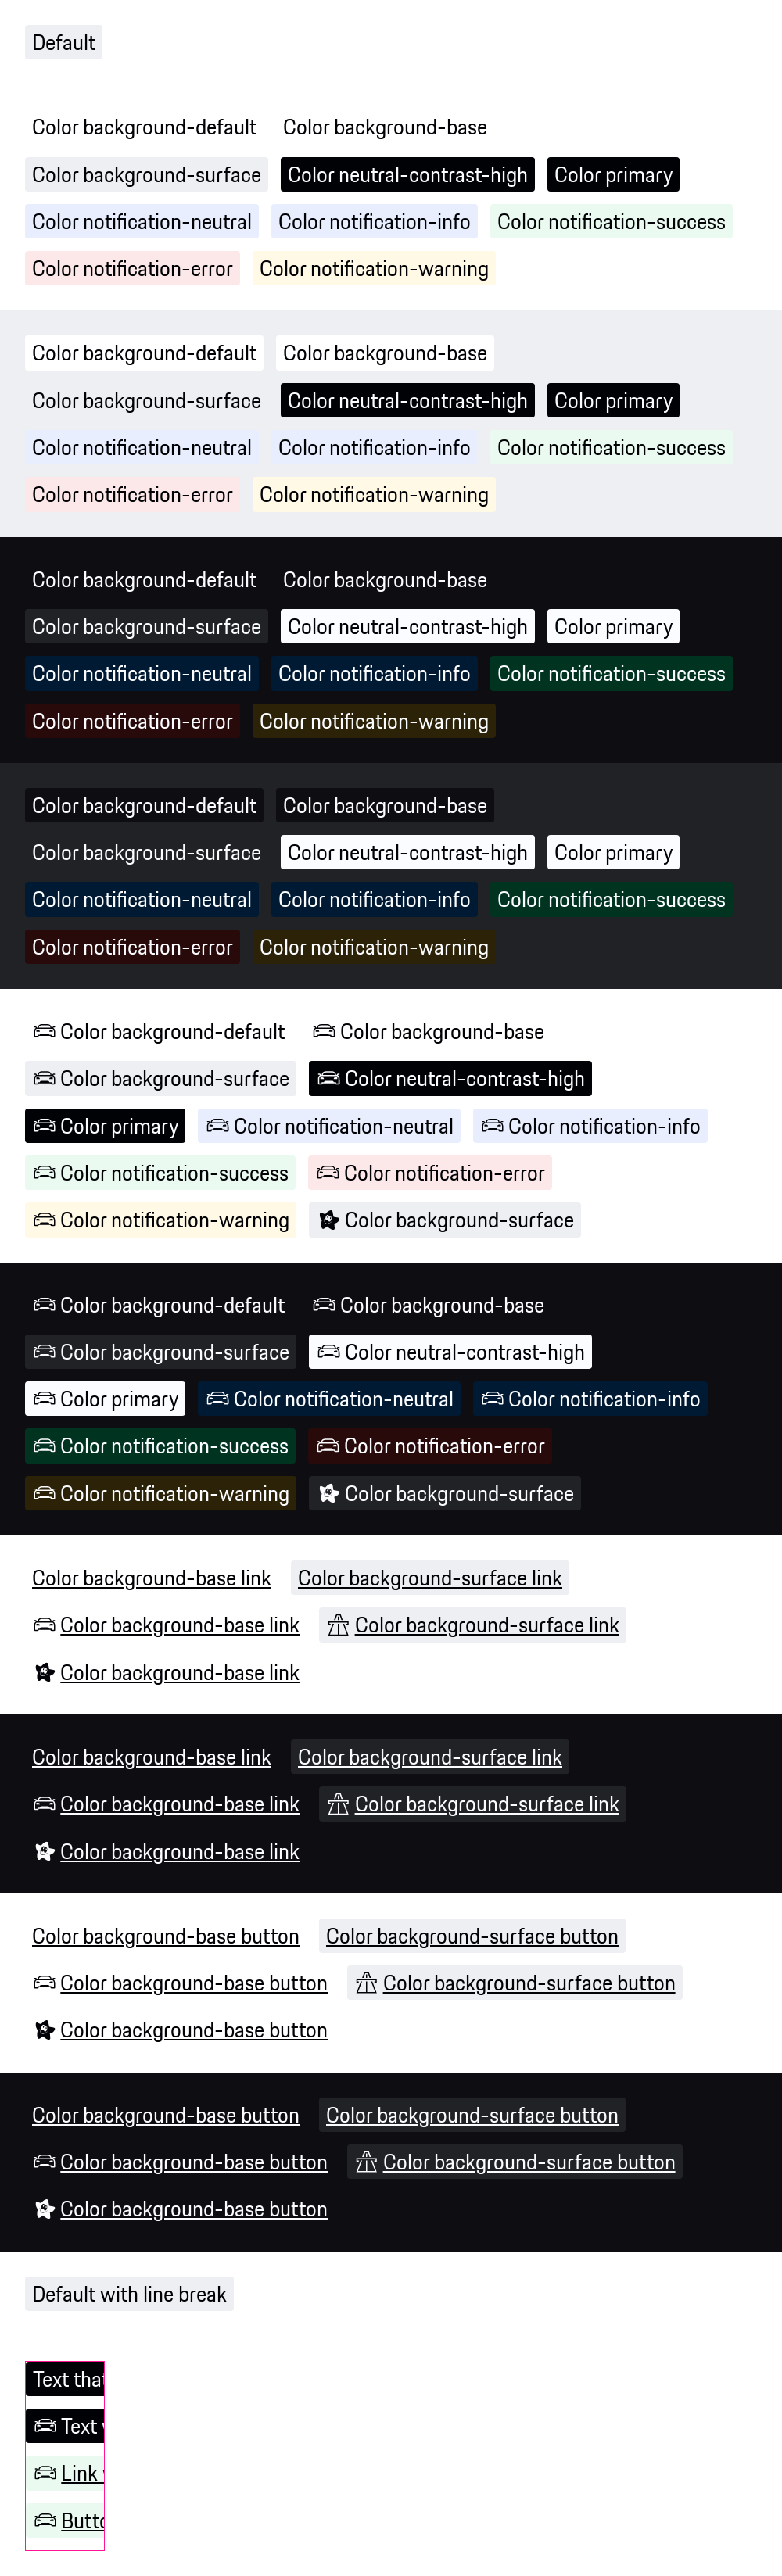 Default
Color background-default Color background-base
Color background-surface Color neutral-contrast-high Color primary
Color notification-neutral Color notification-info Color notification-success
Color notification-error Color notification-warning
Color background-default Color background-base
Color background-surface Color neutral-contrast-high Color primary
Color notification-neutral Color notification-info Color notification-success
Color notification-error Color notification-warning
Color background-default Color background-base
Color background-surface Color neutral-contrast-high Color primary
Color notification-neutral Color notification-info Color notification-success
Color notification-error Color notification-warning
Color background-default Color background-base
Color background-surface Color neutral-contrast-high Color primary
Color notification-neutral Color notification-info Color notification-success
Color notification-error Color notification-warning
Color background-default Color background-base
Color background-surface Color neutral-contrast-high
Color primary Color notification-neutral Color notification-info
Color notification-success Color notification-error
Color notification-warning Color background-surface
Color background-default Color background-base
Color background-surface Color neutral-contrast-high
Color primary Color notification-neutral Color notification-info
Color notification-success Color notification-error
Color notification-warning Color background-surface
Color background-base link Color background-surface link
Color background-base link Color background-surface link
Color background-base link
Color background-base link Color background-surface link
Color background-base link Color background-surface link
Color background-base link
Color background-base button Color background-surface button
Color background-base button Color background-surface button
Color background-base button
Color background-base button Color background-surface button
Color background-base button Color background-surface button
Color background-base button
Default with line break
Text that
Text
Link
Butto